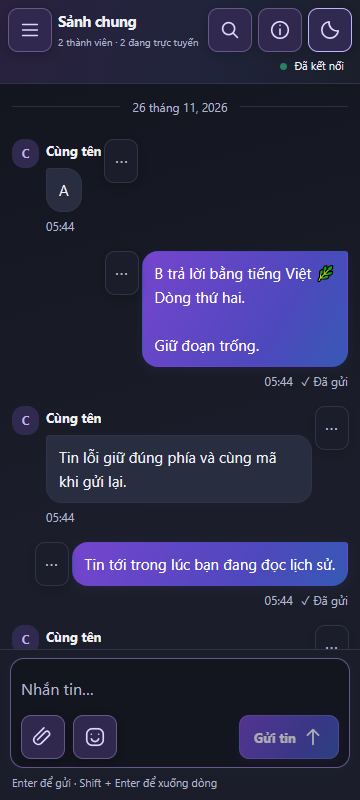 Sảnh chung
2 thành viên · 2 đang trực tuyến
Đã kết nối
26 tháng 11, 2026
C
Cùng tên
...
A
05:44
...
B trả lời bằng tiếng Việt 🌿
Dòng thứ hai.
Giữ đoạn trống.
05:44 ✓ Đã gửi
C
Cùng tên
...
Tin lỗi giữ đúng phía và cùng mã
khi gửi lại.
05:44
...
Tin tới trong lúc bạn đang đọc lịch sử.
05:44 ✓ Đã gửi
C
Cùng tên
...
Nhắn tin...
Gửi tin
Enter để gửi · Shift + Enter để xuống dòng